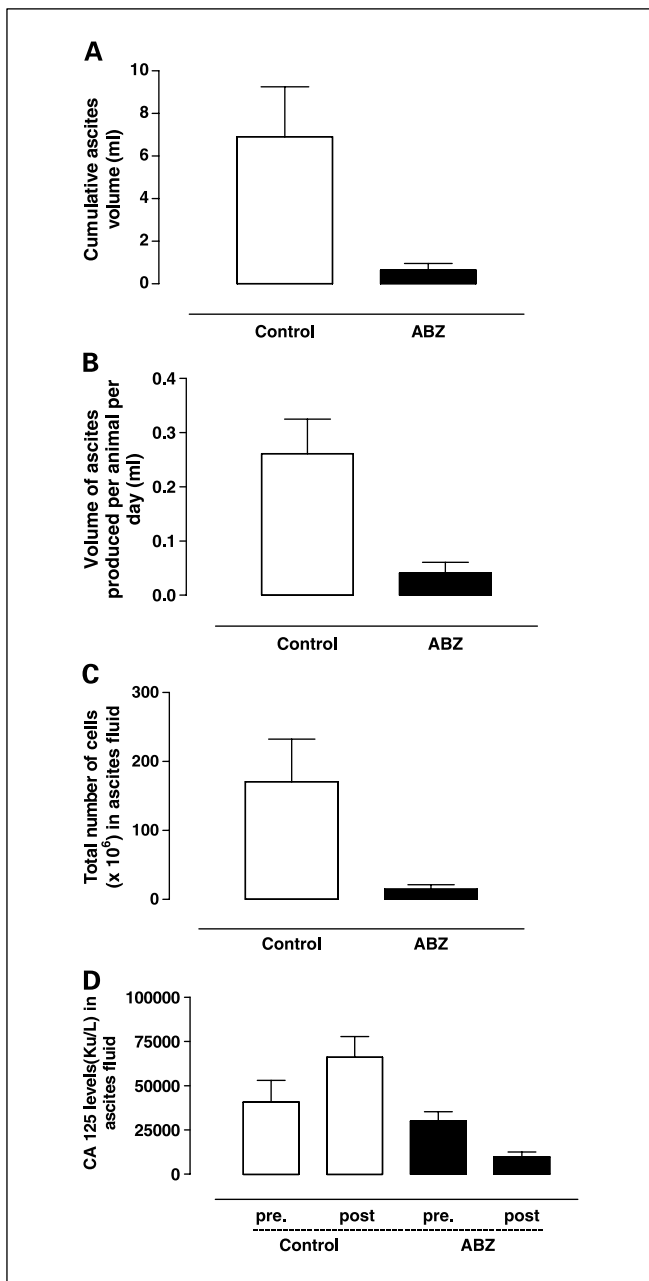 A
Cumulative ascites
volume (ml)
10
8
6
4
2
0
Control ABZ
B
Volume of ascites
produced per animal per
day (ml)
0.4
0.3
0.2
0.1
0.0
Control ABZ
C
Total number of cells
(x 10⁶) in ascites fluid
300
200
100
0
Control ABZ
D
CA 125 levels(Ku/L) in
ascites fluid
100000
75000
50000
25000
0
pre. post pre. post
Control ABZ